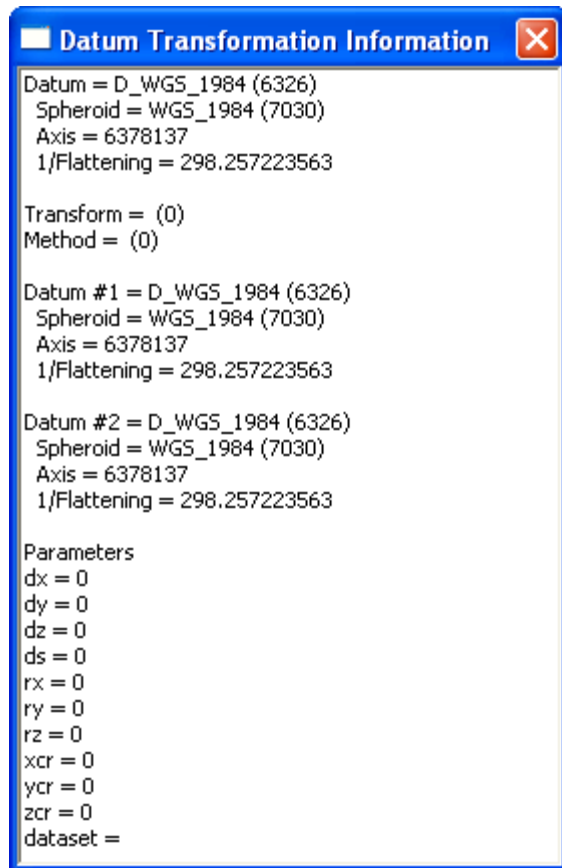 Datum Transformation Information
Datum = D_WGS_1984 (6326)
Spheroid = WGS_1984 (7030)
Axis = 6378137
1/Flattening = 298.257223563
Transform = (0)
Method = (0)
Datum #1 = D_WGS_1984 (6326)
Spheroid = WGS_1984 (7030)
Axis = 6378137
1/Flattening = 298.257223563
Datum #2 = D_WGS_1984 (6326)
Spheroid = WGS_1984 (7030)
Axis = 6378137
1/Flattening = 298.257223563
Parameters
dx = 0
dy = 0
dz = 0
ds = 0
rx = 0
ry = 0
rz = 0
xcr = 0
ycr = 0
zcr = 0
dataset =